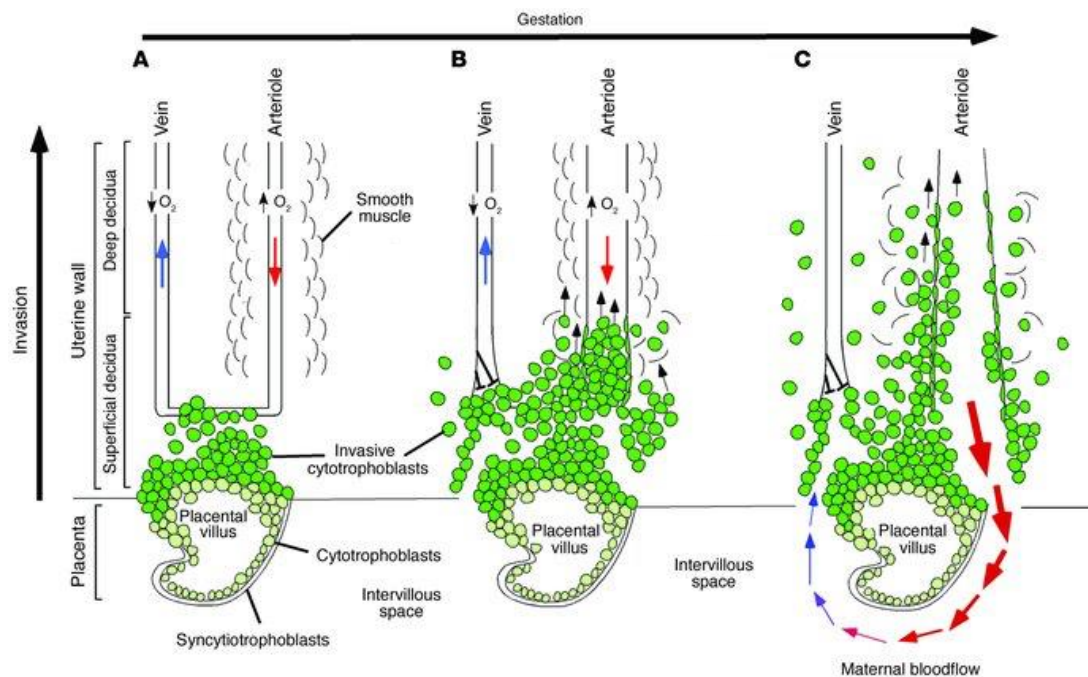 Gestation
A
B
C
Vein
Arteriole
Vein
Arteriole
Vein
Arteriole
Invasion
Uterine wall
Deep decidua
Superficial decidua
Placenta
O2
O2
O2
O2
Smooth
muscle
Invasive
cytotrophoblasts
Placental
villus
Placental
villus
Placental
villus
Cytotrophoblasts
Intervillous
space
Intervillous
space
Syncytiotrophoblasts
Maternal bloodflow